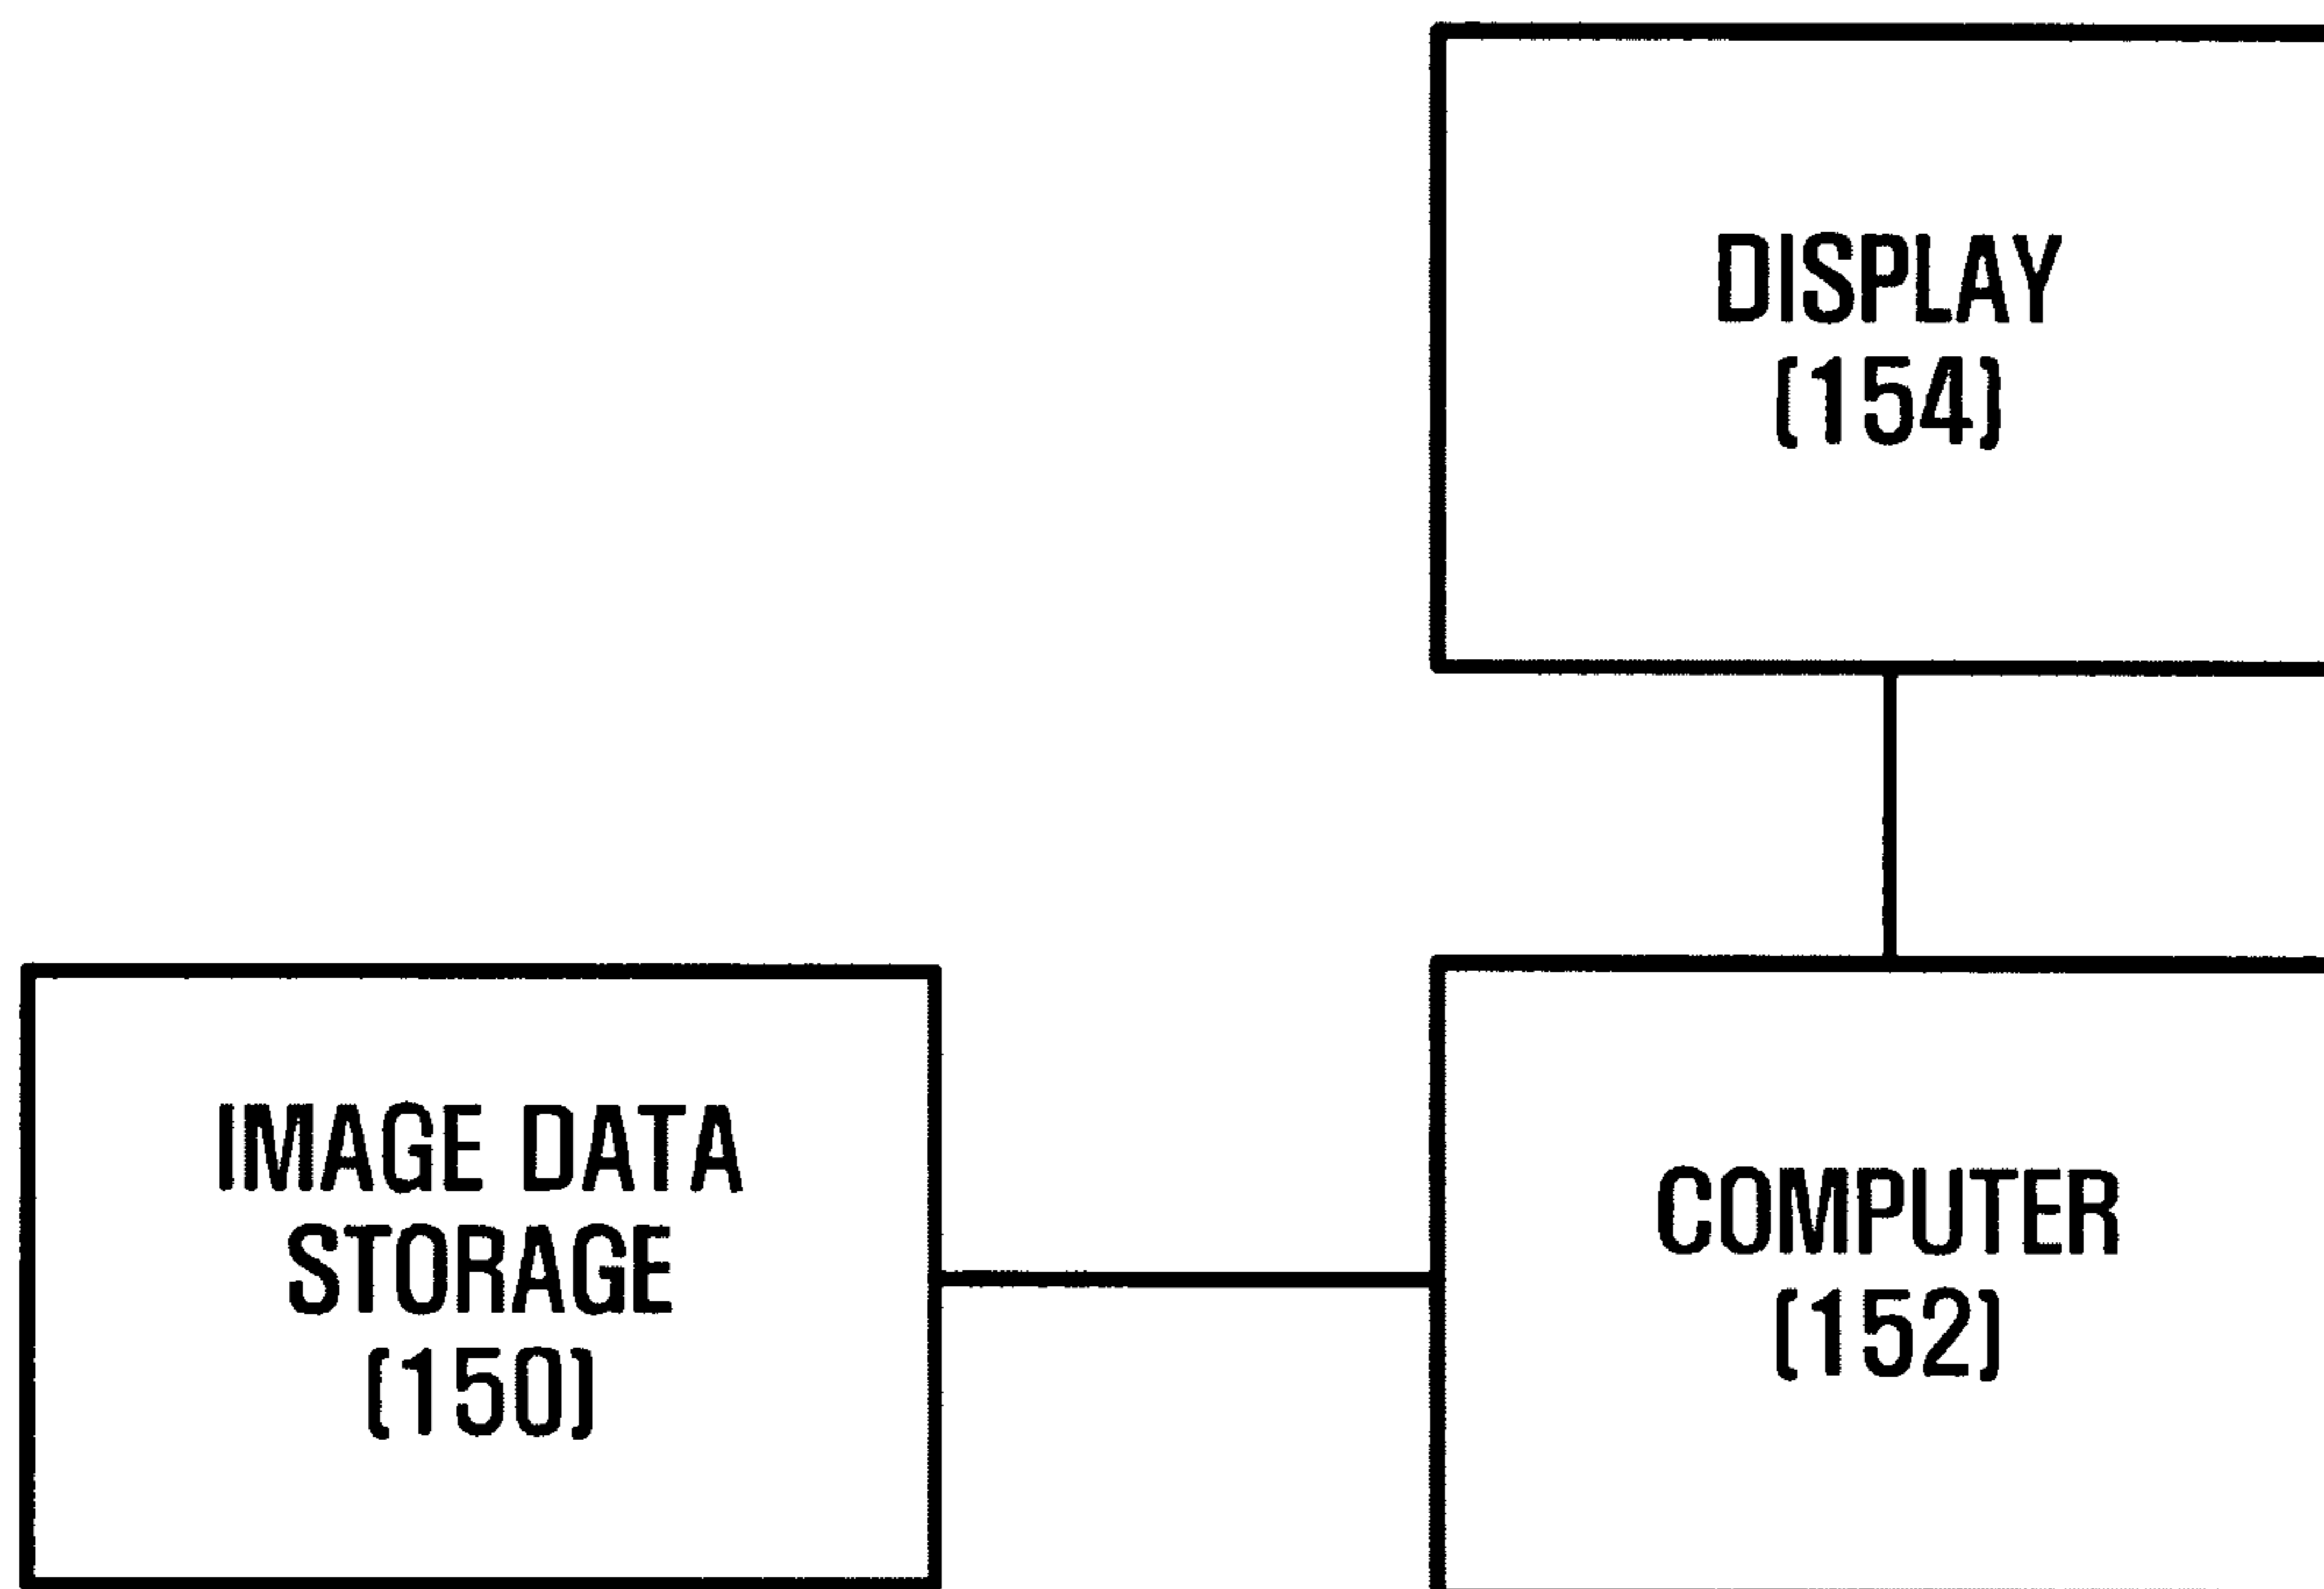 DISPLAY
(154)
IMAGE DATA
STORAGE
(150)
COMPUTER
(152)